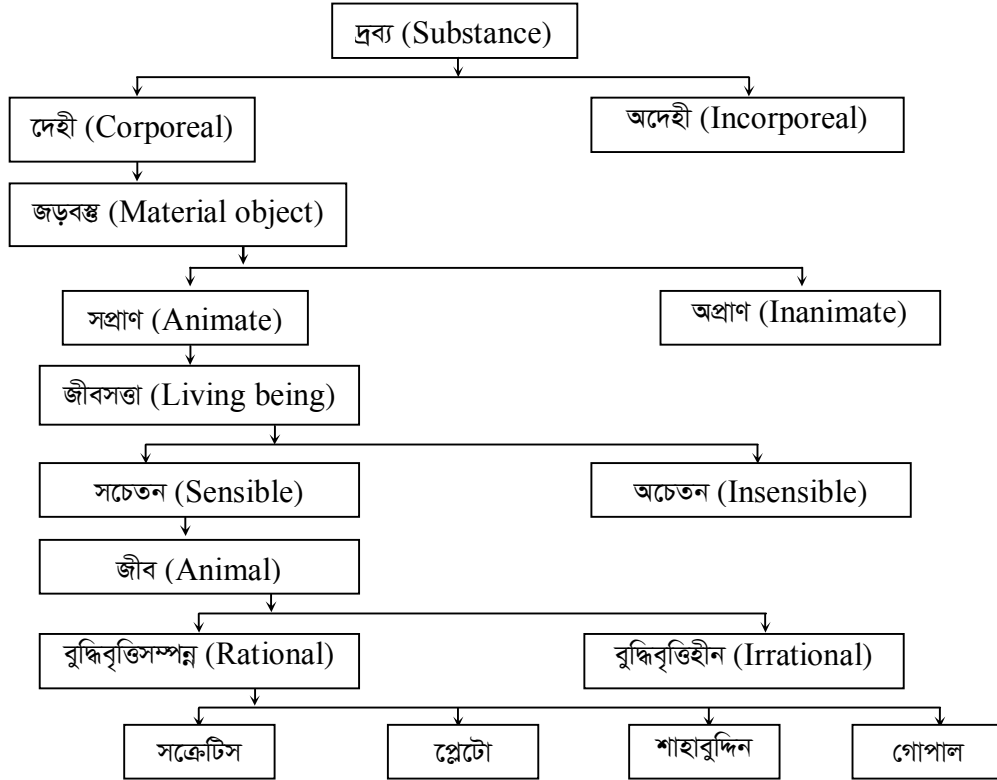 দ্রব্য (Substance)
দেহী (Corporeal)
অদেহী (Incorporeal)
জড়বস্তু (Material object)
সপ্রাণ (Animate)
অপ্রাণ (Inanimate)
জীবসত্তা (Living being)
সচেতন (Sensible)
অচেতন (Insensible)
জীব (Animal)
বুদ্ধিবৃত্তিসম্পন্ন (Rational)
বুদ্ধিবৃত্তিহীন (Irrational)
সক্রেটিস
প্লেটো
শাহাবুদ্দিন
গোপাল